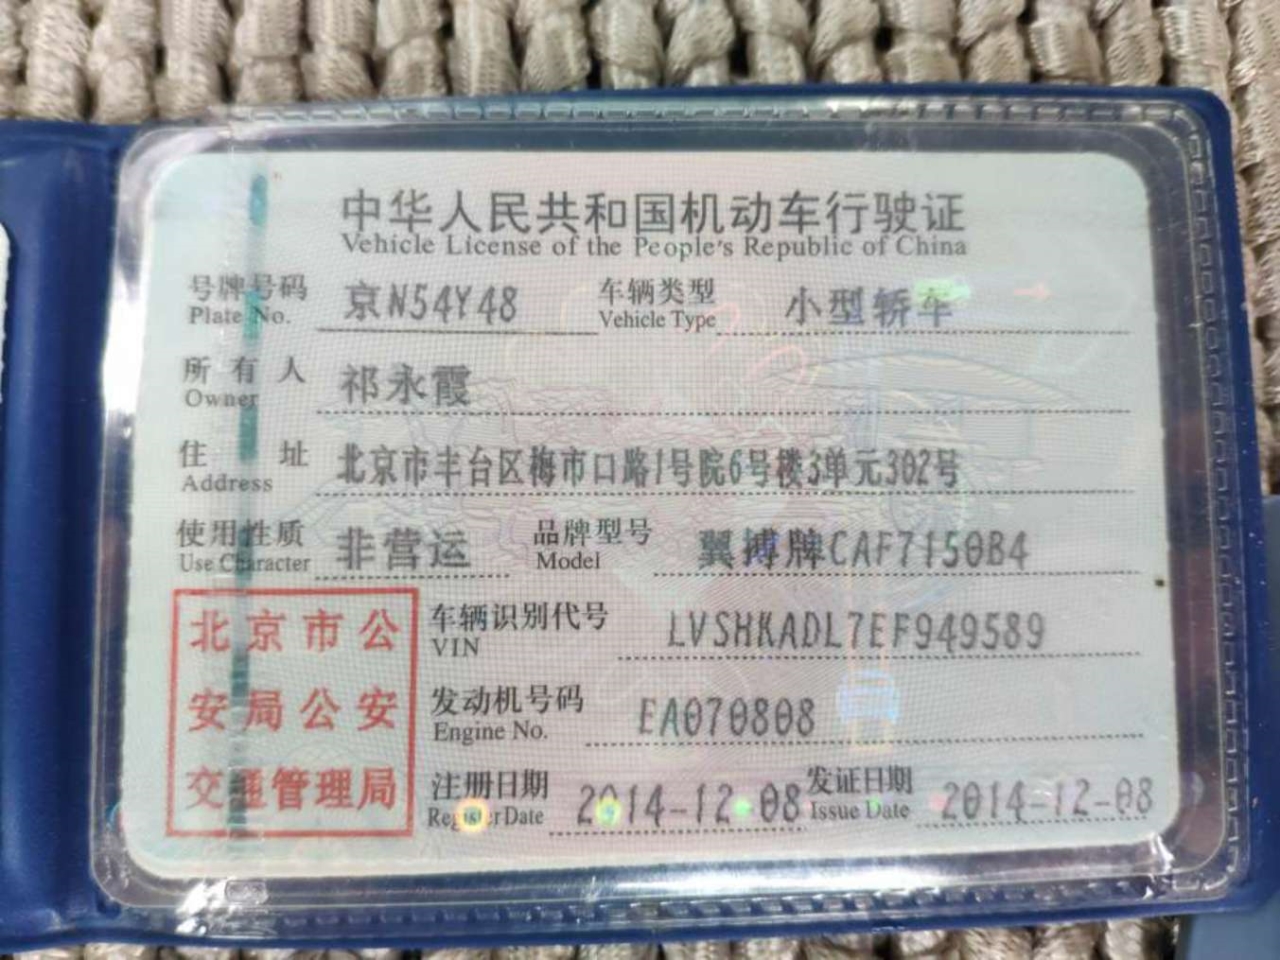 中华人民共和国机动车行驶证
Vehicle License of the People's Republic of China
号牌号码 京N54Y48 车辆类型 小型轿车
Plate No. Vehicle Type
所有人 祁永霞
Owner
住址 北京市丰台区梅市口路1号院6号楼3单元302号
Address
使用性质 非营运 品牌型号 翼搏牌CAF7150B4
Use Character Model
北京市公
安局公安
交通管理局
车辆识别代号 LVSHKADL7EF949589
VIN
发动机号码 EA070808
Engine No.
注册日期 2014-12-08 发证日期 2014-12-08
Register Date Issue Date